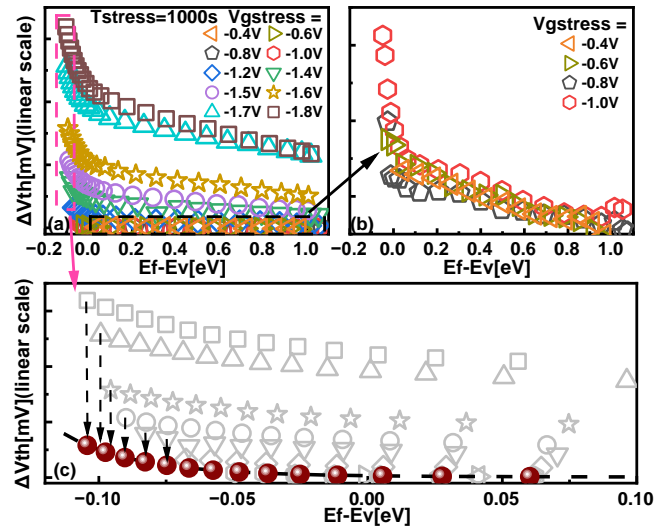 Tstress=1000s Vgstress =
-0.4V -0.6V
-0.8V -1.0V
-1.2V -1.4V
-1.5V -1.6V
-1.7V -1.8V
ΔVth[mV](linear scale)
(a)
-0.2 0.0 0.2 0.4 0.6 0.8 1.0
Ef-Ev[eV]
Vgstress =
-0.4V
-0.6V
-0.8V
-1.0V
(b)
-0.2 0.0 0.2 0.4 0.6 0.8 1.0
Ef-Ev[eV]
ΔVth[mV](linear scale)
(c)
-0.10 -0.05 0.00 0.05 0.10
Ef-Ev[eV]